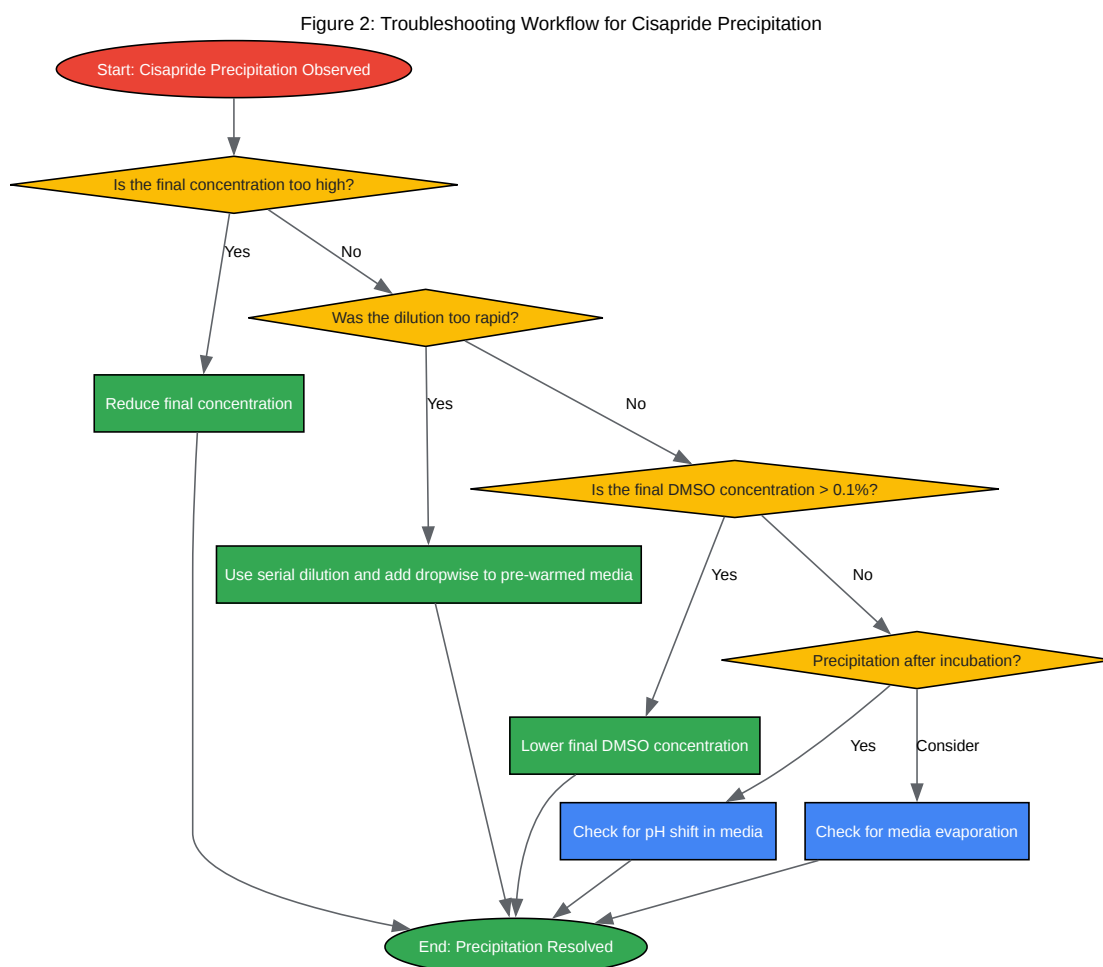 Figure 2: Troubleshooting Workflow for Cisapride Precipitation
Start: Cisapride Precipitation Observed
Is the final concentration too high?
Yes
No
Was the dilution too rapid?
Reduce final concentration
Yes
No
Is the final DMSO concentration > 0.1%?
Use serial dilution and add dropwise to pre-warmed media
Yes
No
Precipitation after incubation?
Lower final DMSO concentration
Yes
Consider
Check for pH shift in media
Check for media evaporation
End: Precipitation Resolved